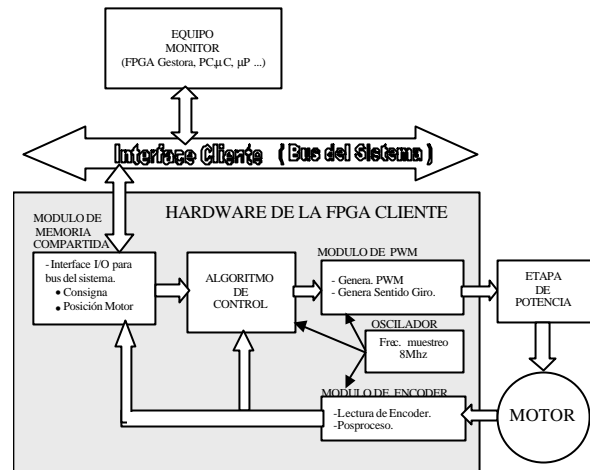 EQUIPO
MONITOR
(FPGA Gestora, PC,µC, µP ...)
Interface Cliente ( Bus del Sistema )
HARDWARE DE LA FPGA CLIENTE
MODULO DE
MEMORIA
COMPARTIDA
- Interface I/O para
bus del sistema.
• Consigna
• Posición Motor
ALGORITMO
DE
CONTROL
MODULO DE PWM
- Genera. PWM
- Genera Sentido Giro.
ETAPA
DE
POTENCIA
OSCILADOR
Frec. muestreo
8Mhz
MODULO DE ENCODER
-Lectura de Encoder.
-Posproceso.
MOTOR